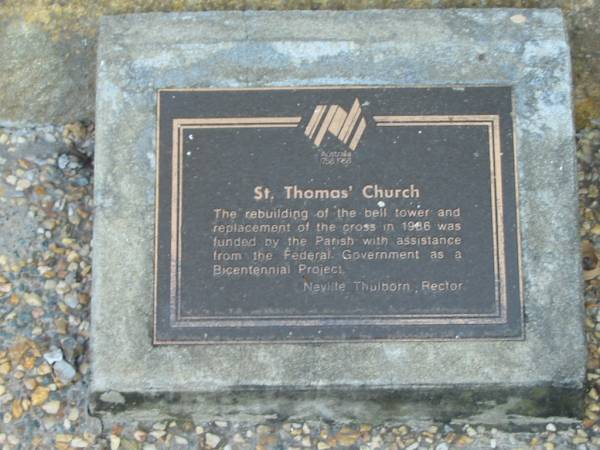 Australia
1788-1988
St. Thomas' Church
The rebuilding of the bell tower and
replacement of the cross in 1986 was
funded by the Parish with assistance
from the Federal Government as a
Bicentennial Project.
Neville Thulborn, Rector